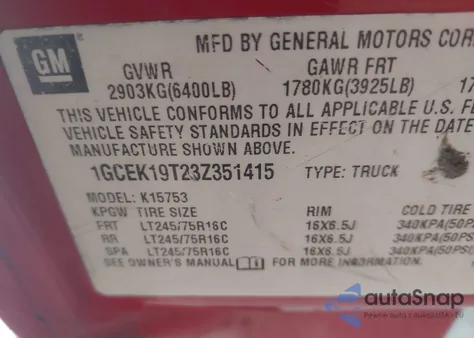 GM
MFD BY GENERAL MOTORS COR
GVWR GAWR FRT
2903KG(6400LB) 1780KG(3925LB) 17
THIS VEHICLE CONFORMS TO ALL APPLICABLE U.S. F
VEHICLE SAFETY STANDARDS IN EFFECT ON THE
MANUFACTURE SHOWN ABOVE.
1GCEK19T23Z351415 TYPE: TRUCK
MODEL: K15753
KPGW TIRE SIZE RIM COLD TIRE
FRT LT245/75R16C 16X6.5J 340KPA(50PS
RR LT245/75R16C 16X6.5J 340KPA(50PSI
SPA LT245/75R16C 16X6.5J 340KPA(50PSI
SEE OWNER'S MANUAL FOR MORE INFORMATION.
autoSnap